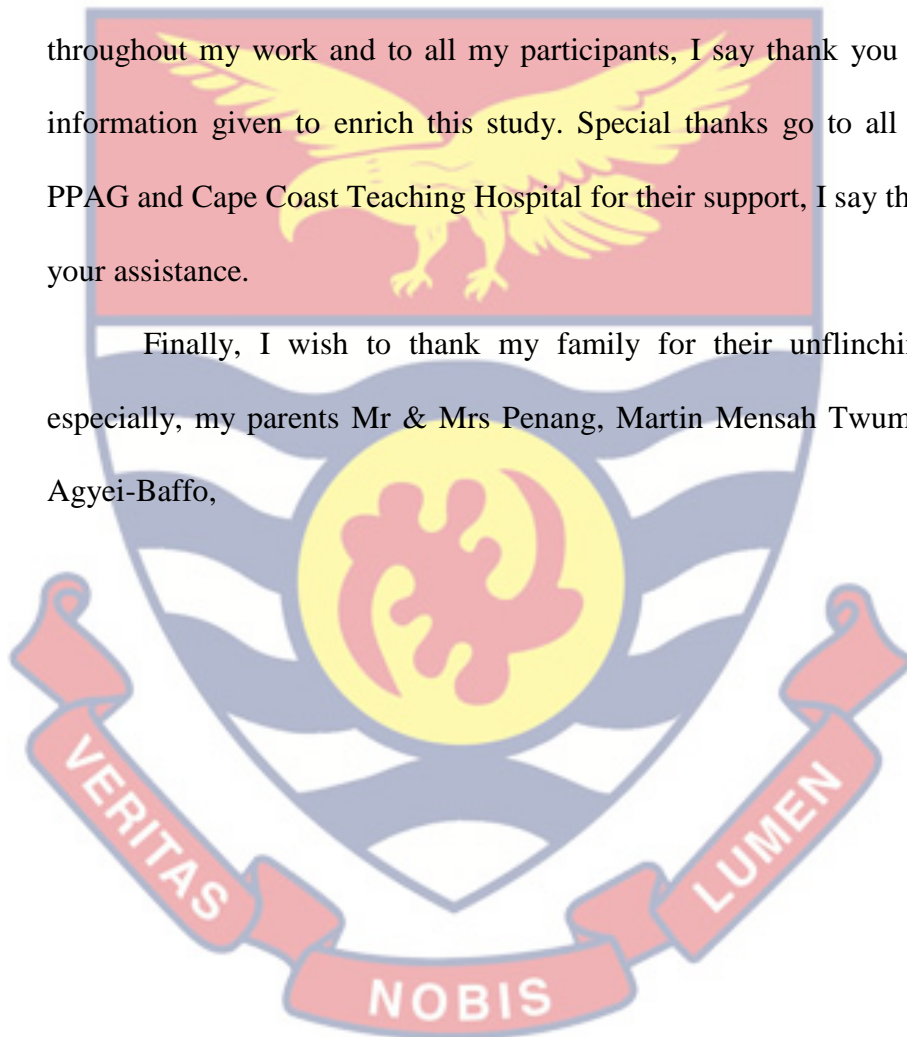 throughout my work and to all my participants, I say thank you
information given to enrich this study. Special thanks go to all
PPAG and Cape Coast Teaching Hospital for their support, I say th
your assistance.
Finally, I wish to thank my family for their unflinchin
especially, my parents Mr & Mrs Penang, Martin Mensah Twum
Agyei-Baffo,
VERITAS
NOBIS
LUMEN